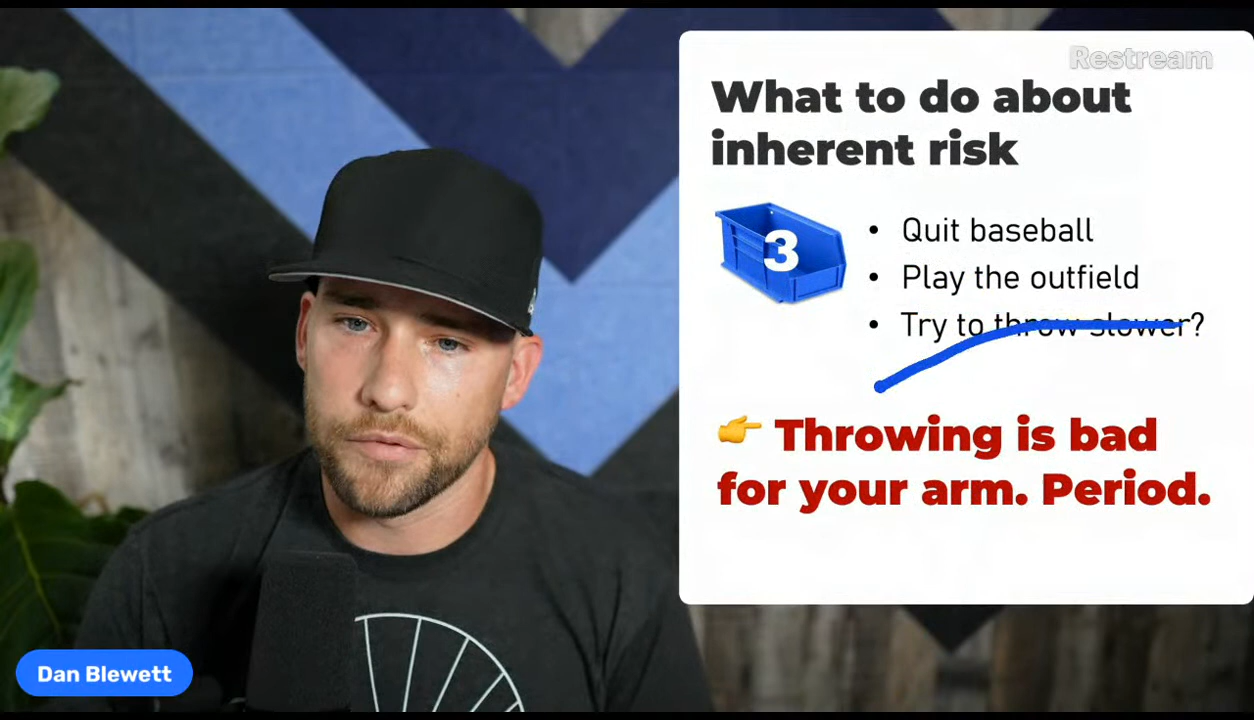 Restream
What to do about
inherent risk
3
• Quit baseball
• Play the outfield
• Try to throw slower?
👉 Throwing is bad
for your arm. Period.
Dan Blewett